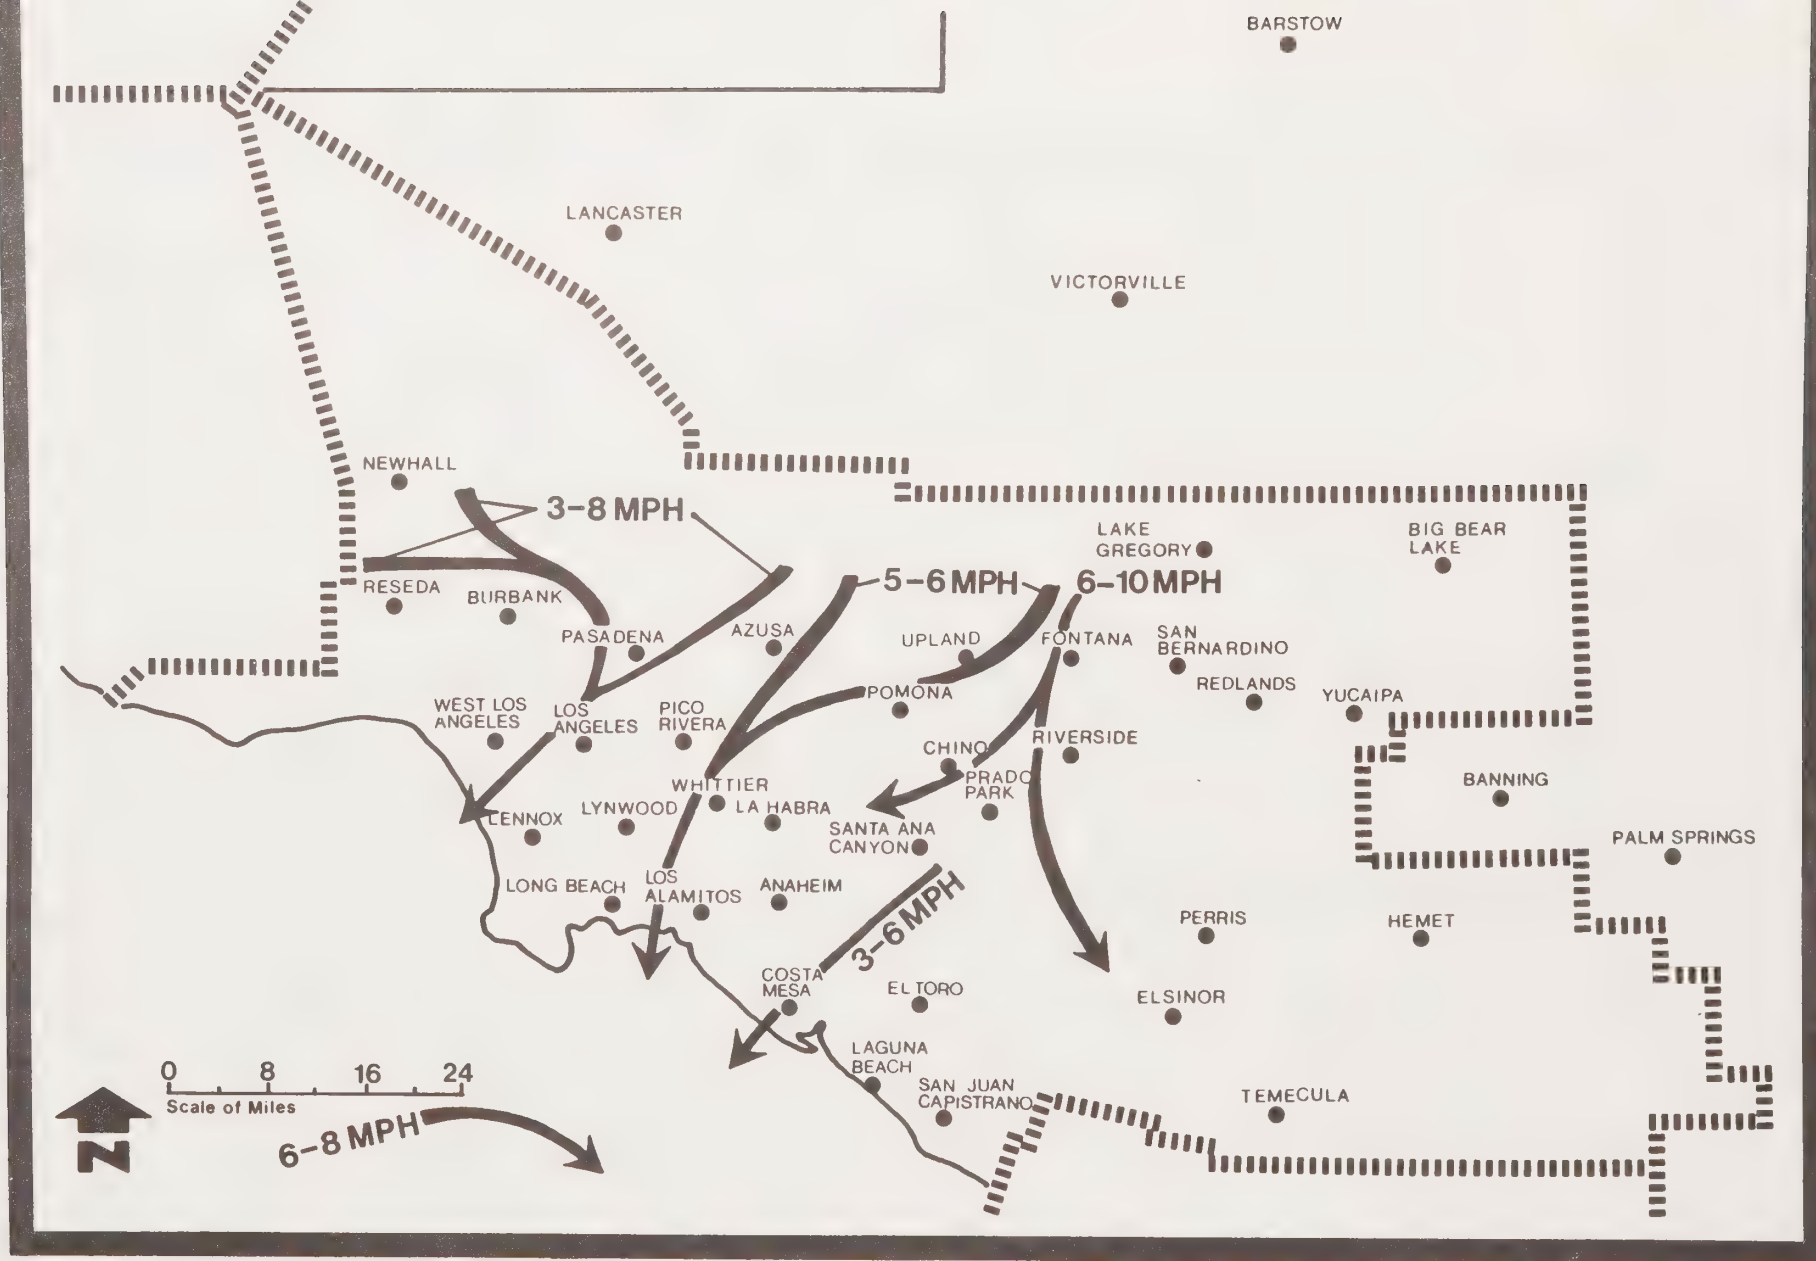 BARSTOW
LANCASTER
VICTORVILLE
NEWHALL
3-8 MPH
LAKE
GREGORY
BIG BEAR
LAKE
5-6 MPH
6-10 MPH
RESEDA
BURBANK
PASADENA
AZUSA
UPLAND
FONTANA
SAN
BERNARDINO
REDLANDS
YUCAIPA
POMONA
WEST LOS
ANGELES
LOS
ANGELES
PICO
RIVERA
CHINO
RIVERSIDE
PRADO
PARK
BANNING
WHITTIER
LENNOX
LYNWOOD
LA HABRA
SANTA ANA
CANYON
PALM SPRINGS
LONG BEACH
LOS
ALAMITOS
ANAHEIM
3-6 MPH
PERRIS
HEMET
COSTA
MESA
EL TORO
ELSINOR
LAGUNA
BEACH
SAN JUAN
CAPISTRANO
TEMECULA
0 8 16 24
Scale of Miles
6-8 MPH
N